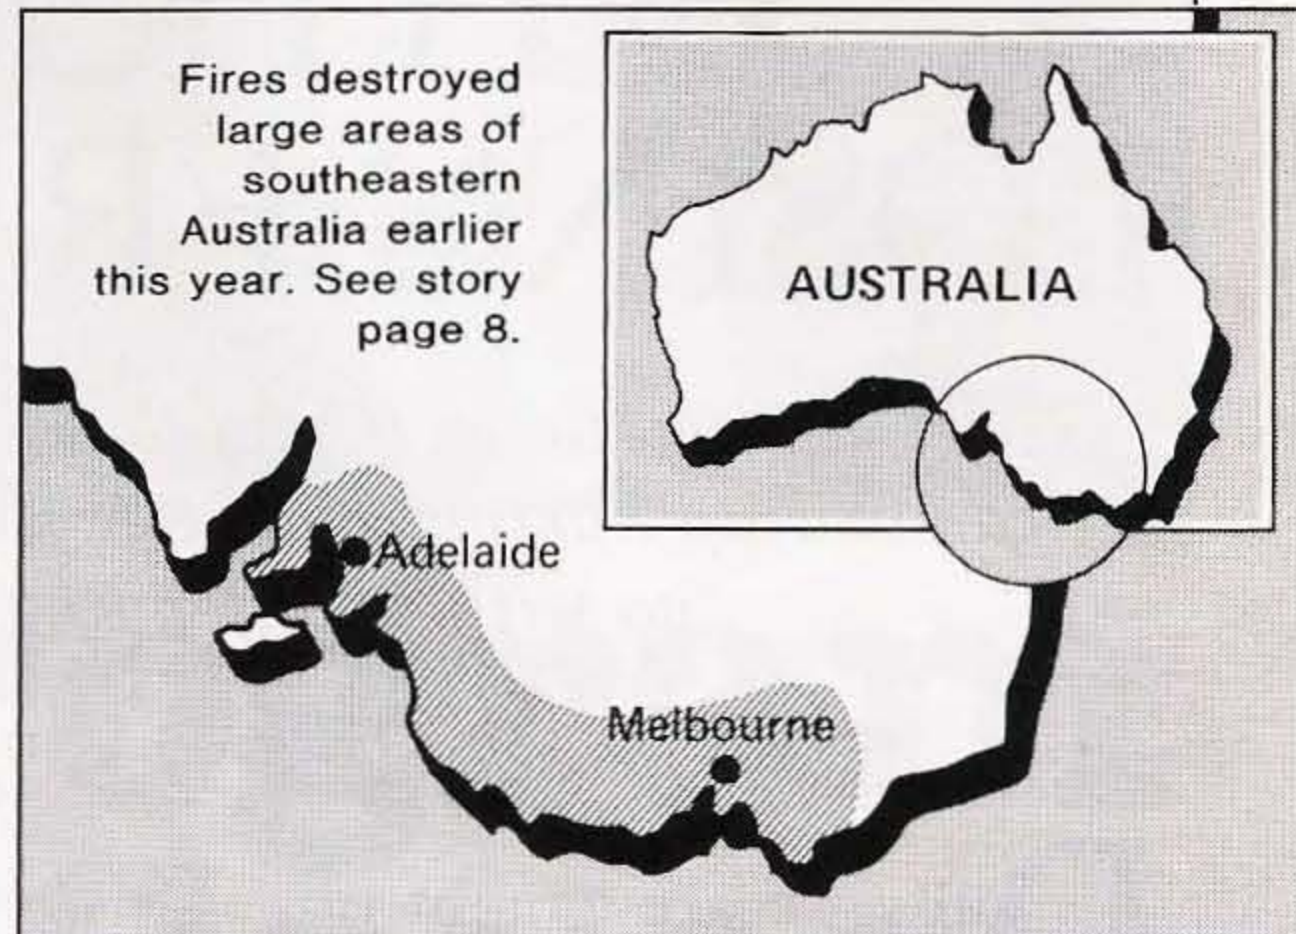 Fires destroyed
large areas of
southeastern
Australia earlier
this year. See story
page 8.
AUSTRALIA
Adelaide
Melbourne